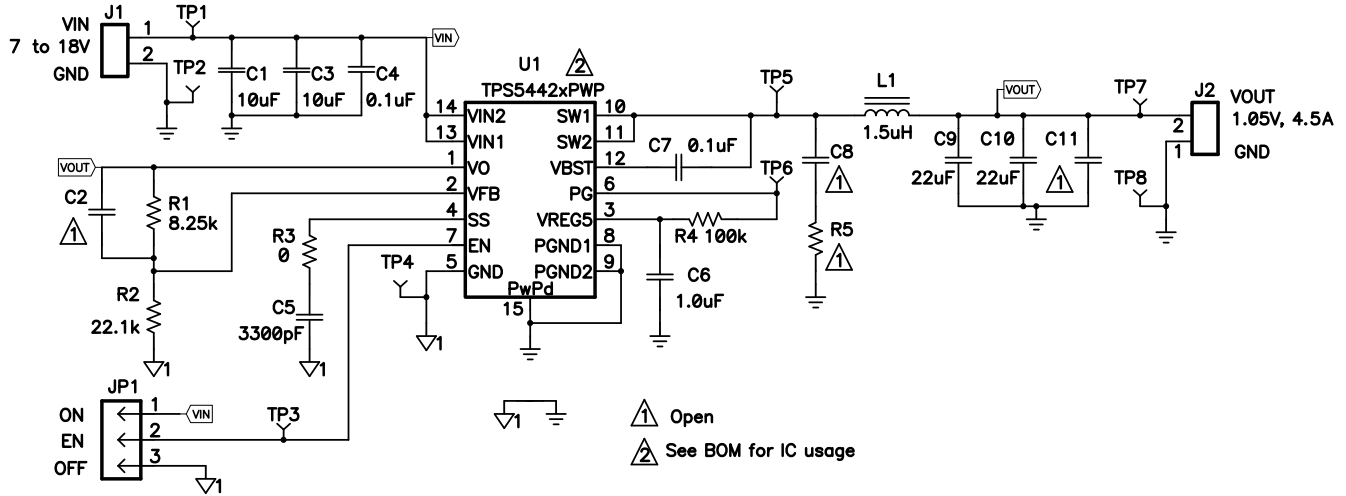 J1
VIN
7 to 18V
GND
1
2
TP1
TP2
VIN
C1
10uF
C3
10uF
C4
0.1uF
U1
2
TPS5442xPWP
14
VIN2
13
VIN1
1
VO
2
VFB
4
SS
7
EN
5
GND
SW1
10
SW2
11
VBST
12
PG
6
VREG5
3
PGND1
8
PGND2
9
PwPd
15
VOUT
C2
1
R1
8.25k
R2
22.1k
1
R3
0
C5
3300pF
1
TP4
1
C7
0.1uF
TP5
TP6
R4 100k
C6
1.0uF
C8
1
R5
1
L1
1.5uH
VOUT
C9
22uF
C10
22uF
C11
1
TP7
TP8
J2
2
1
VOUT
1.05V, 4.5A
GND
JP1
ON
EN
OFF
1
2
3
VIN
TP3
1
1
1 Open
2 See BOM for IC usage